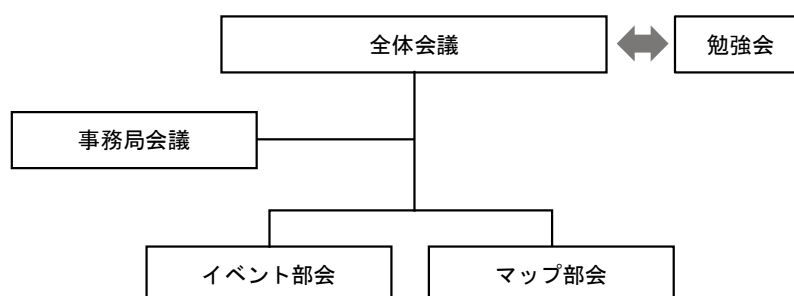 全体会議
勉強会
事務局会議
イベント部会
マップ部会